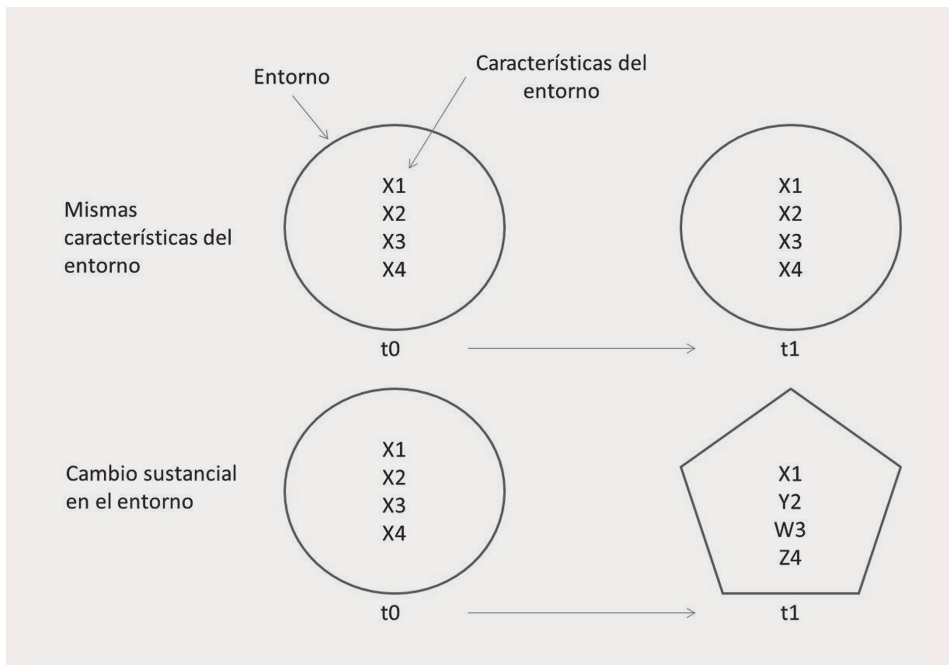 Entorno
Características del
entorno
Mismas
características del
entorno
X1
X2
X3
X4
t0
X1
X2
X3
X4
t1
Cambio sustancial
en el entorno
X1
X2
X3
X4
t0
X1
Y2
W3
Z4
t1